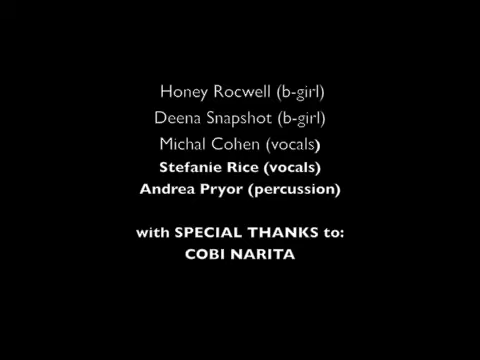 Honey Rocwell (b-girl)
Deena Snapshot (b-girl)
Michal Cohen (vocals)
Stefanie Rice (vocals)
Andrea Pryor (percussion)
with SPECIAL THANKS to:
COBI NARITA